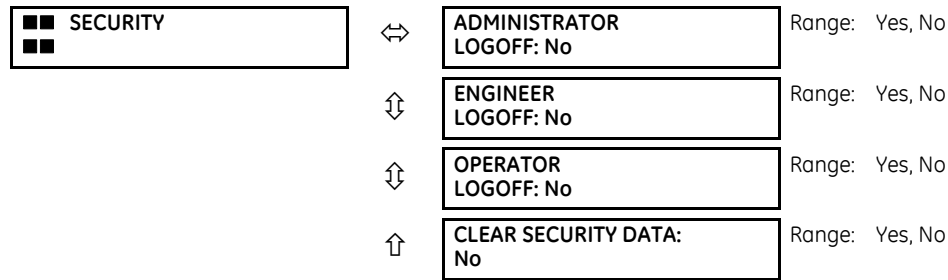 ■■ SECURITY
■■
⇔
ADMINISTRATOR
LOGOFF: No
Range: Yes, No
⇕
ENGINEER
LOGOFF: No
Range: Yes, No
⇕
OPERATOR
LOGOFF: No
Range: Yes, No
⇑
CLEAR SECURITY DATA:
No
Range: Yes, No